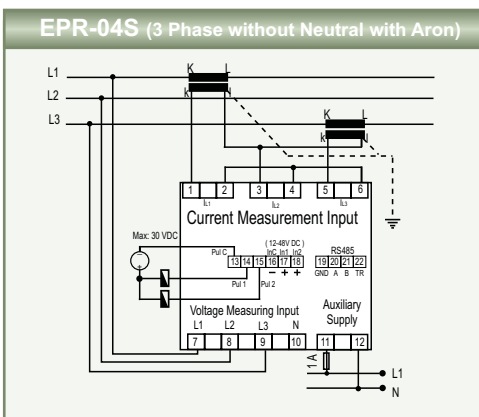 EPR-04S (3 Phase without Neutral with Aron)
K L
L1
k l
L2
K L
L3
k l
1 2 3 4 5 6
IL1 IL2 IL3
Current Measurement Input
Max: 30 VDC
( 12-48V DC )
Pul C InC In1 In2 RS485
13 14 15 16 17 18 19 20 21 22
Pul 1 Pul 2 − + + GND A B TR
Voltage Measuring Input
Auxiliary
Supply
L1 L2 L3 N
7 8 9 10 11 12
1 A
L1
N